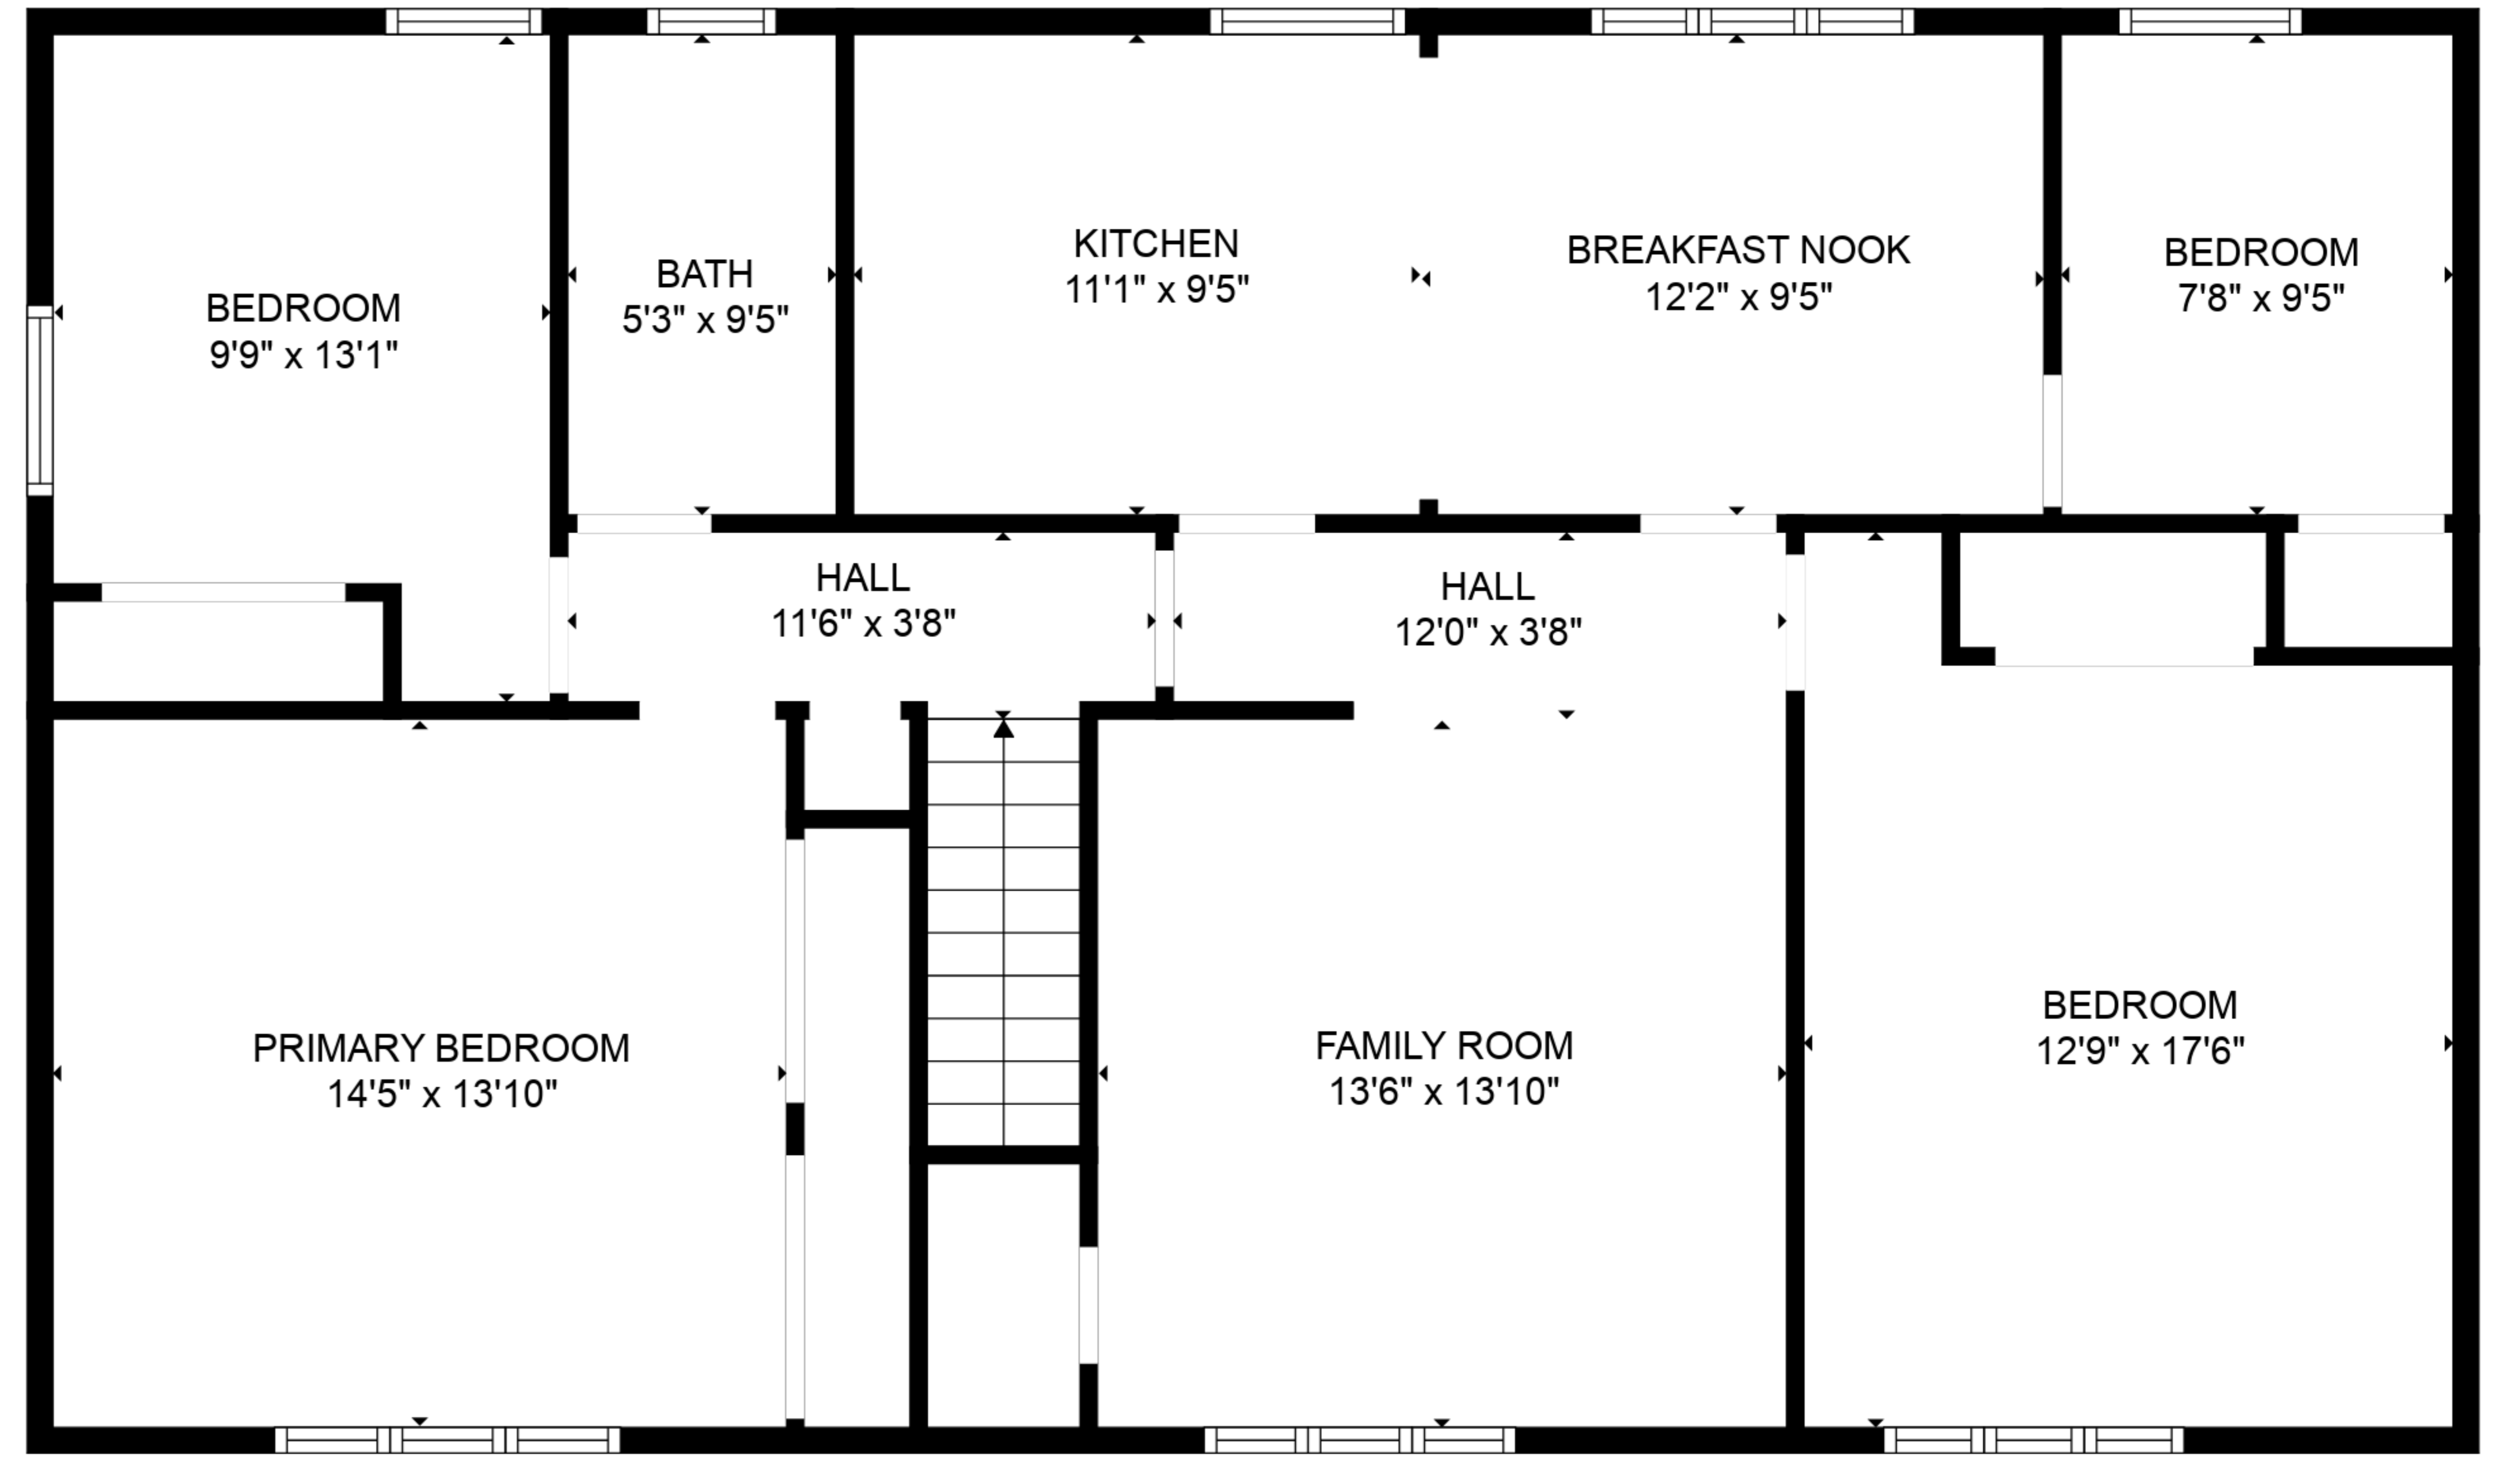 BEDROOM
9'9" x 13'1"
BATH
5'3" x 9'5"
KITCHEN
11'1" x 9'5"
BREAKFAST NOOK
12'2" x 9'5"
BEDROOM
7'8" x 9'5"
HALL
11'6" x 3'8"
HALL
12'0" x 3'8"
PRIMARY BEDROOM
14'5" x 13'10"
FAMILY ROOM
13'6" x 13'10"
BEDROOM
12'9" x 17'6"